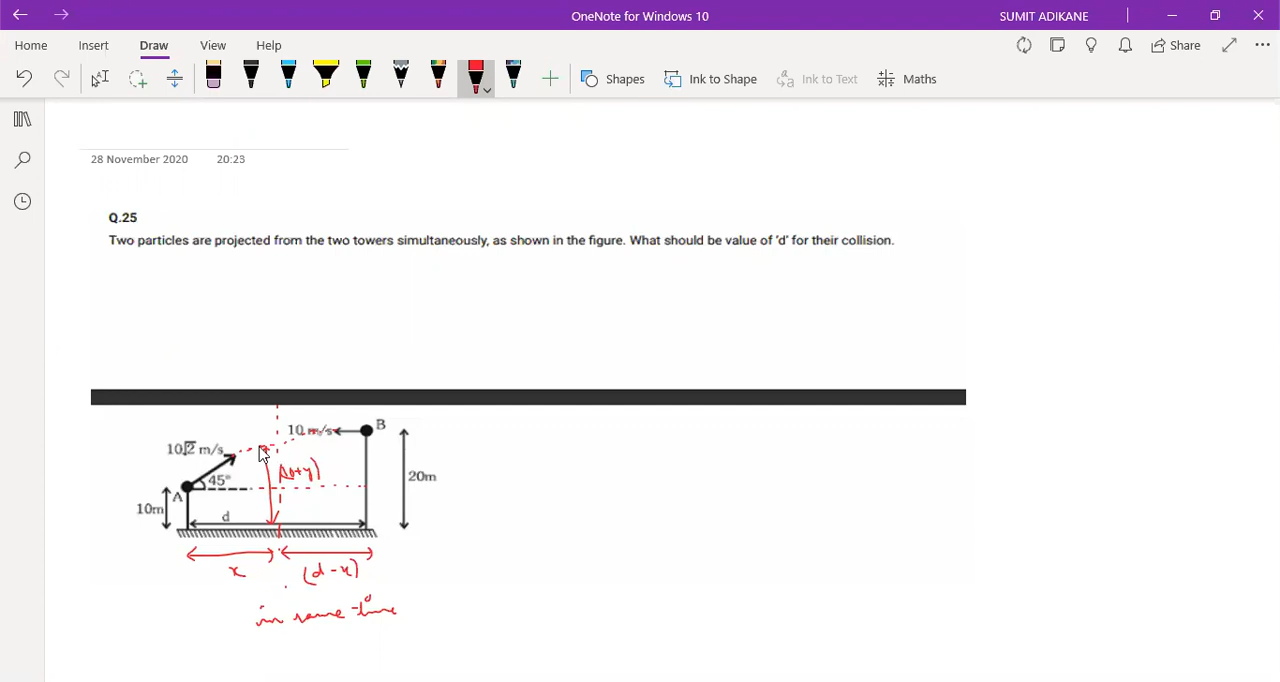 OneNote for Windows 10
SUMIT ADIKANE
Home Insert Draw View Help
Share
Shapes Ink to Shape Ink to Text Maths
28 November 2020 20:23
Q.25
Two particles are projected from the two towers simultaneously, as shown in the figure. What should be value of 'd' for their collision.
10 m/s B
10√2 m/s
45°
(10+y)
20m
A
10m
d
x (d-x)
in same time